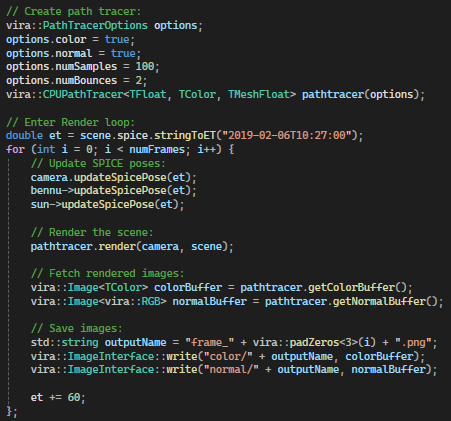 // Create path tracer:
vira::PathTracerOptions options;
options.color = true;
options.normal = true;
options.numSamples = 100;
options.numBounces = 2;
vira::CPUPathTracer<TFloat, TColor, TMeshFloat> pathtracer(options);

// Enter Render loop:
double et = scene.spice.stringToET("2019-02-06T10:27:00");
for (int i = 0; i < numFrames; i++) {
    // Update SPICE poses:
    camera.updateSpicePose(et);
    bennu->updateSpicePose(et);
    sun->updateSpicePose(et);

    // Render the scene:
    pathtracer.render(camera, scene);

    // Fetch rendered images:
    vira::Image<TColor> colorBuffer = pathtracer.getColorBuffer();
    vira::Image<vira::RGB> normalBuffer = pathtracer.getNormalBuffer();

    // Save images:
    std::string outputName = "frame_" + vira::padZeros<3>(i) + ".png";
    vira::ImageInterface::write("color/" + outputName, colorBuffer);
    vira::ImageInterface::write("normal/" + outputName, normalBuffer);

    et += 60;
};